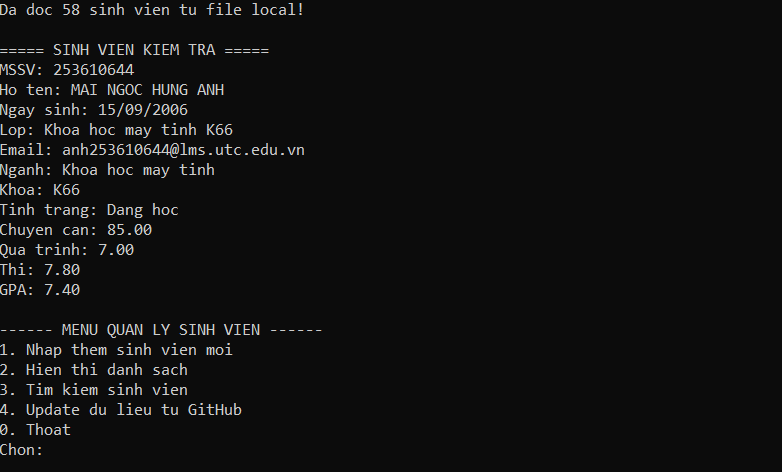 Da doc 58 sinh vien tu file local!
===== SINH VIEN KIEM TRA =====
MSSV: 253610644
Ho ten: MAI NGOC HUNG ANH
Ngay sinh: 15/09/2006
Lop: Khoa hoc may tinh K66
Email: anh253610644@lms.utc.edu.vn
Nganh: Khoa hoc may tinh
Khoa: K66
Tinh trang: Dang hoc
Chuyen can: 85.00
Qua trinh: 7.00
Thi: 7.80
GPA: 7.40
------ MENU QUAN LY SINH VIEN ------
1. Nhap them sinh vien moi
2. Hien thi danh sach
3. Tim kiem sinh vien
4. Update du lieu tu GitHub
0. Thoat
Chon: